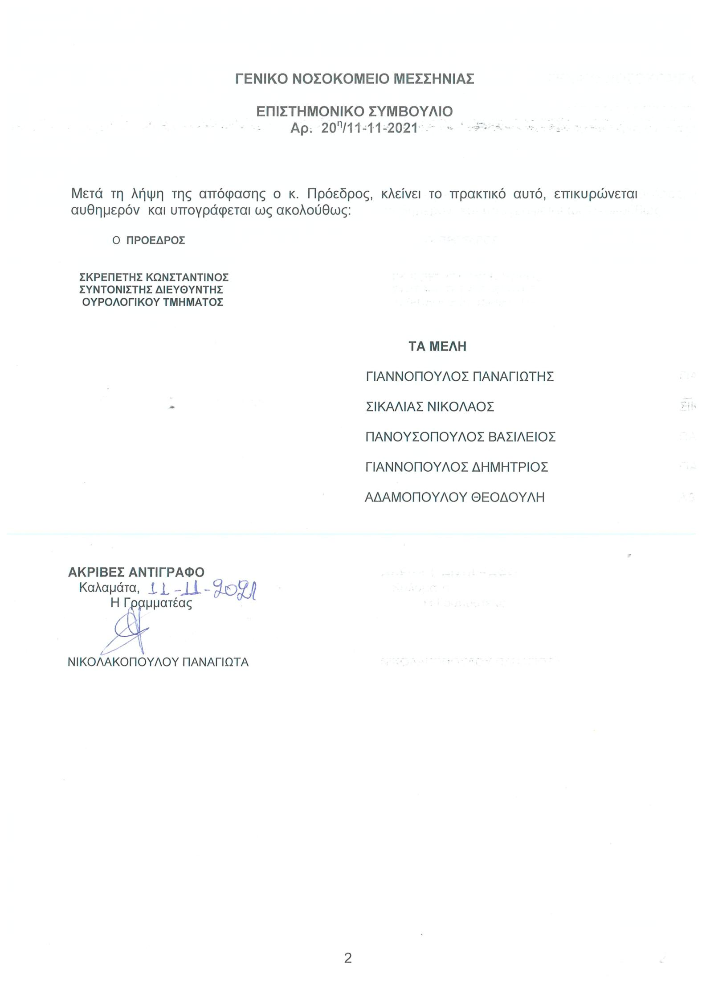 ΓΕΝΙΚΟ ΝΟΣΟΚΟΜΕΙΟ ΜΕΣΣΗΝΙΑΣ
ΕΠΙΣΤΗΜΟΝΙΚΟ ΣΥΜΒΟΥΛΙΟ
Αρ. 20η/11-11-2021
Μετά τη λήψη της απόφασης ο κ. Πρόεδρος, κλείνει το πρακτικό αυτό, επικυρώνεται
αυθημερόν και υπογράφεται ως ακολούθως:
Ο ΠΡΟΕΔΡΟΣ
ΣΚΡΕΠΕΤΗΣ ΚΩΝΣΤΑΝΤΙΝΟΣ
ΣΥΝΤΟΝΙΣΤΗΣ ΔΙΕΥΘΥΝΤΗΣ
ΟΥΡΟΛΟΓΙΚΟΥ ΤΜΗΜΑΤΟΣ
ΤΑ ΜΕΛΗ
ΓΙΑΝΝΟΠΟΥΛΟΣ ΠΑΝΑΓΙΩΤΗΣ
ΣΙΚΑΛΙΑΣ ΝΙΚΟΛΑΟΣ
ΠΑΝΟΥΣΟΠΟΥΛΟΣ ΒΑΣΙΛΕΙΟΣ
ΓΙΑΝΝΟΠΟΥΛΟΣ ΔΗΜΗΤΡΙΟΣ
ΑΔΑΜΟΠΟΥΛΟΥ ΘΕΟΔΟΥΛΗ
ΑΚΡΙΒΕΣ ΑΝΤΙΓΡΑΦΟ
Καλαμάτα, 11-11-2021
Η Γραμματέας
ΝΙΚΟΛΑΚΟΠΟΥΛΟΥ ΠΑΝΑΓΙΩΤΑ
2